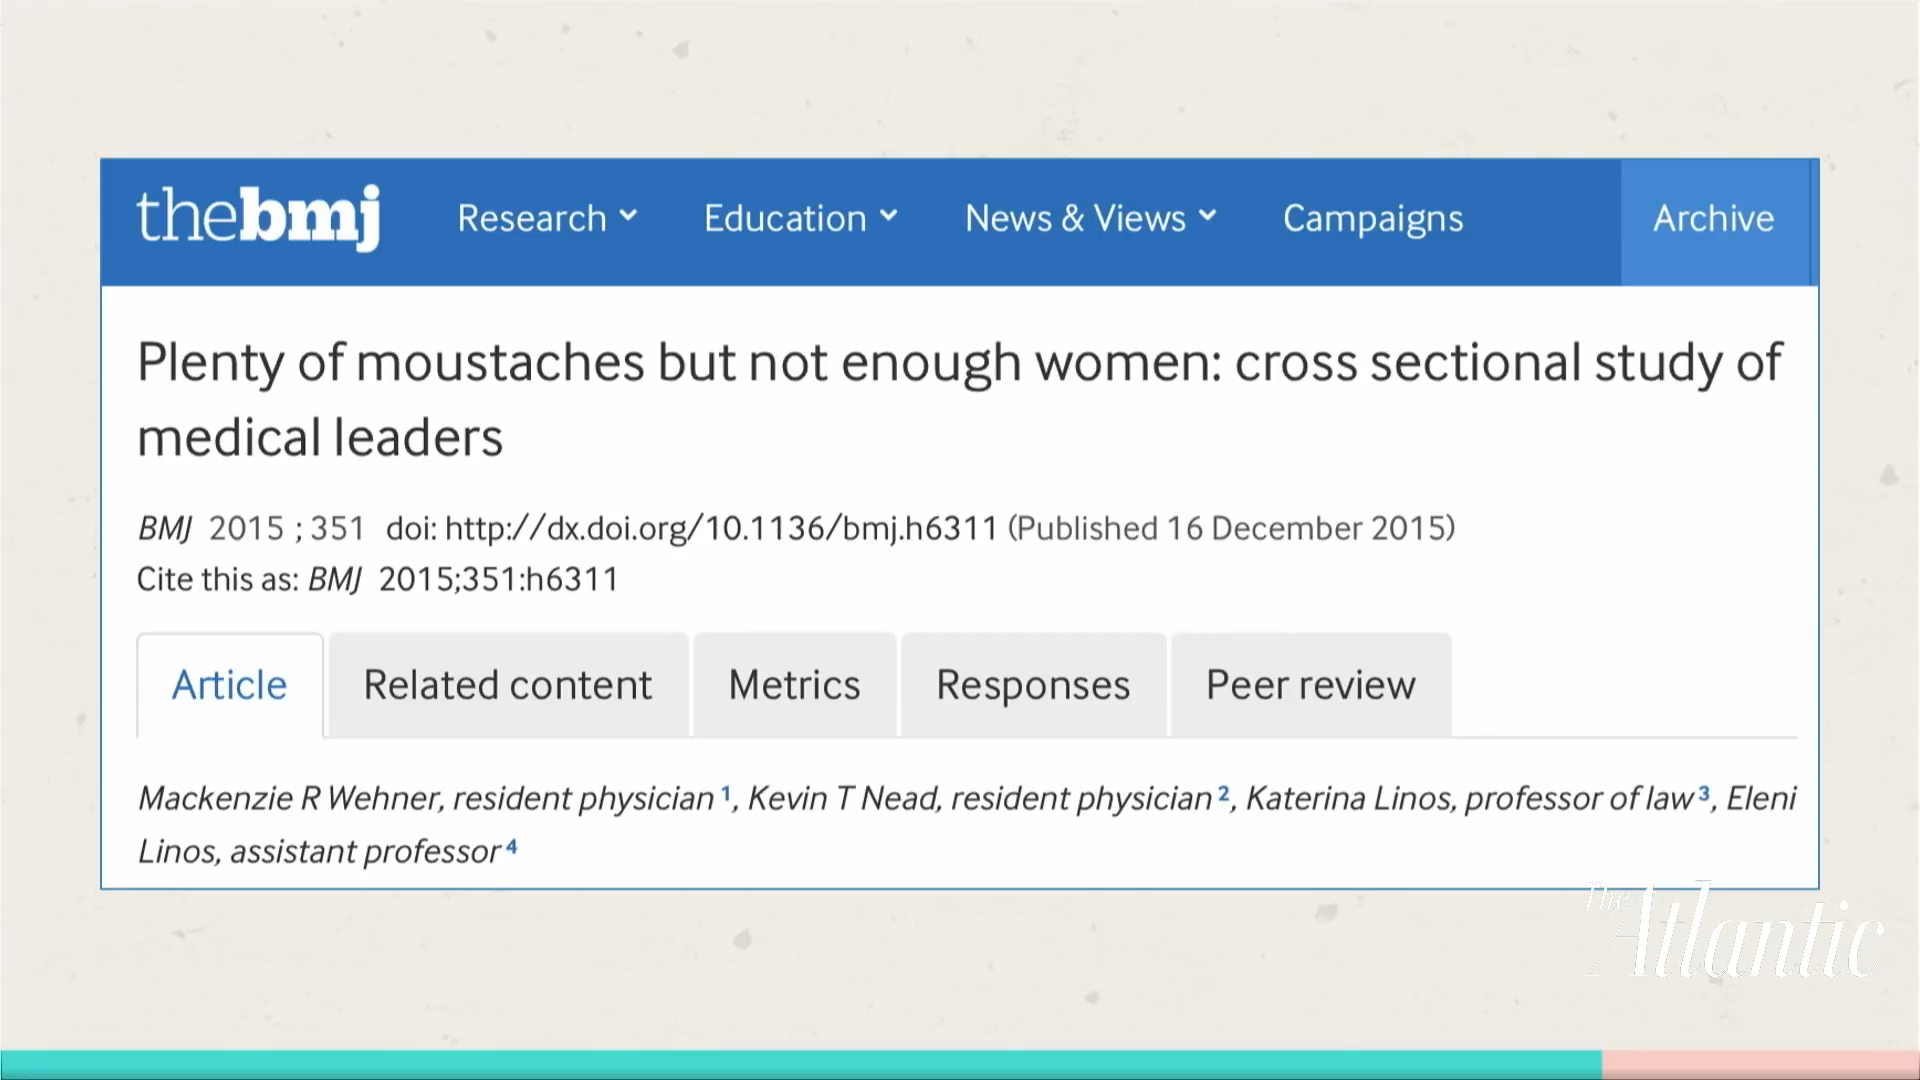 thebmj Research Education News & Views Campaigns Archive
Plenty of moustaches but not enough women: cross sectional study of
medical leaders
BMJ 2015 ; 351 doi: http://dx.doi.org/10.1136/bmj.h6311 (Published 16 December 2015)
Cite this as: BMJ 2015;351:h6311
Article Related content Metrics Responses Peer review
Mackenzie R Wehner, resident physician 1, Kevin T Nead, resident physician 2, Katerina Linos, professor of law 3, Eleni
Linos, assistant professor 4
The
Atlantic